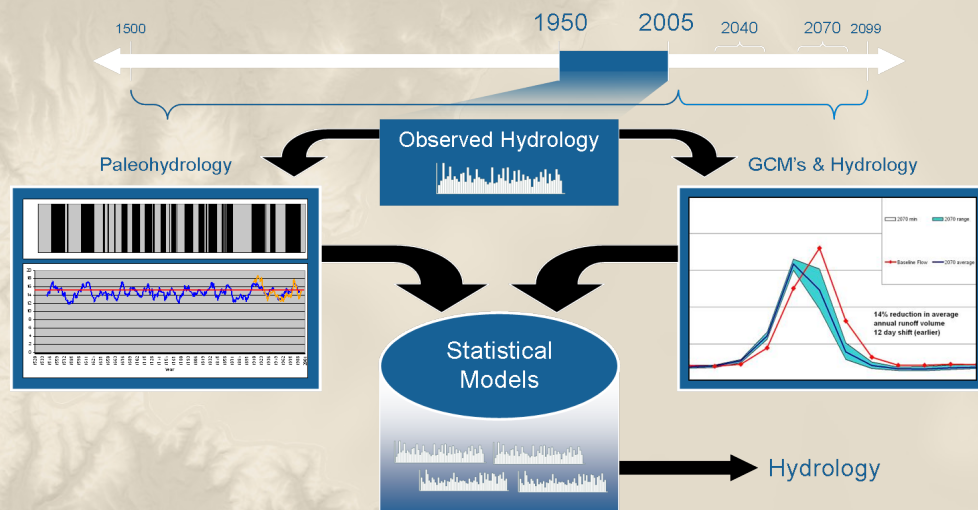 1500
1950
2005
2040
2070
2099
Observed Hydrology
Paleohydrology
GCM's & Hydrology
year
2070 min
2070 range
Baseline Flow
2070 average
14% reduction in average
annual runoff volume
12 day shift (earlier)
Statistical
Models
Hydrology